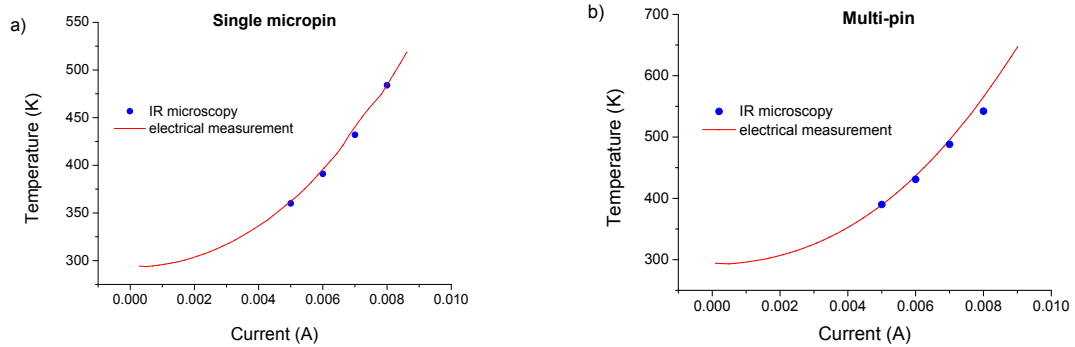 a)
Single micropin
550
500
450
400
350
300
Temperature (K)
IR microscopy
electrical measurement
0.000 0.002 0.004 0.006 0.008 0.010
Current (A)
b)
Multi-pin
700
600
500
400
300
Temperature (K)
IR microscopy
electrical measurement
0.000 0.002 0.004 0.006 0.008 0.010
Current (A)